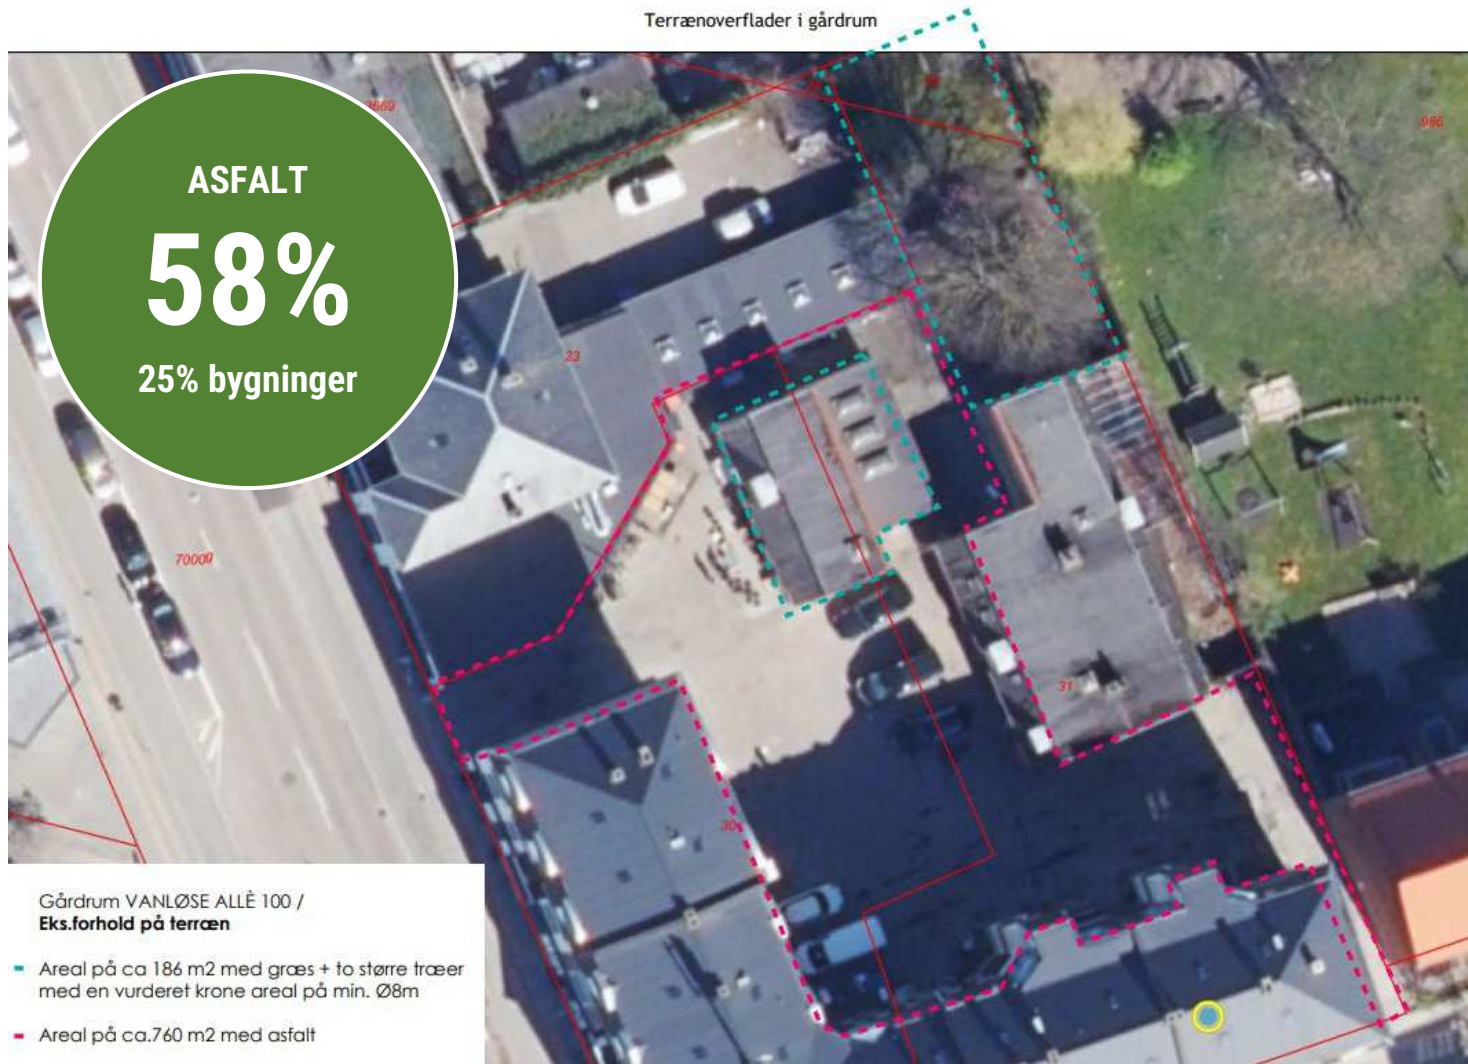 Terrænoverflader i gårdrum
ASFALT
58%
25% bygninger
986
23
7000g
31
30
Gårdrum VANLØSE ALLÈ 100 /
Eks.forhold på terræn
Areal på ca 186 m2 med græs + to større træer
med en vurderet krone areal på min. Ø8m
Areal på ca.760 m2 med asfalt